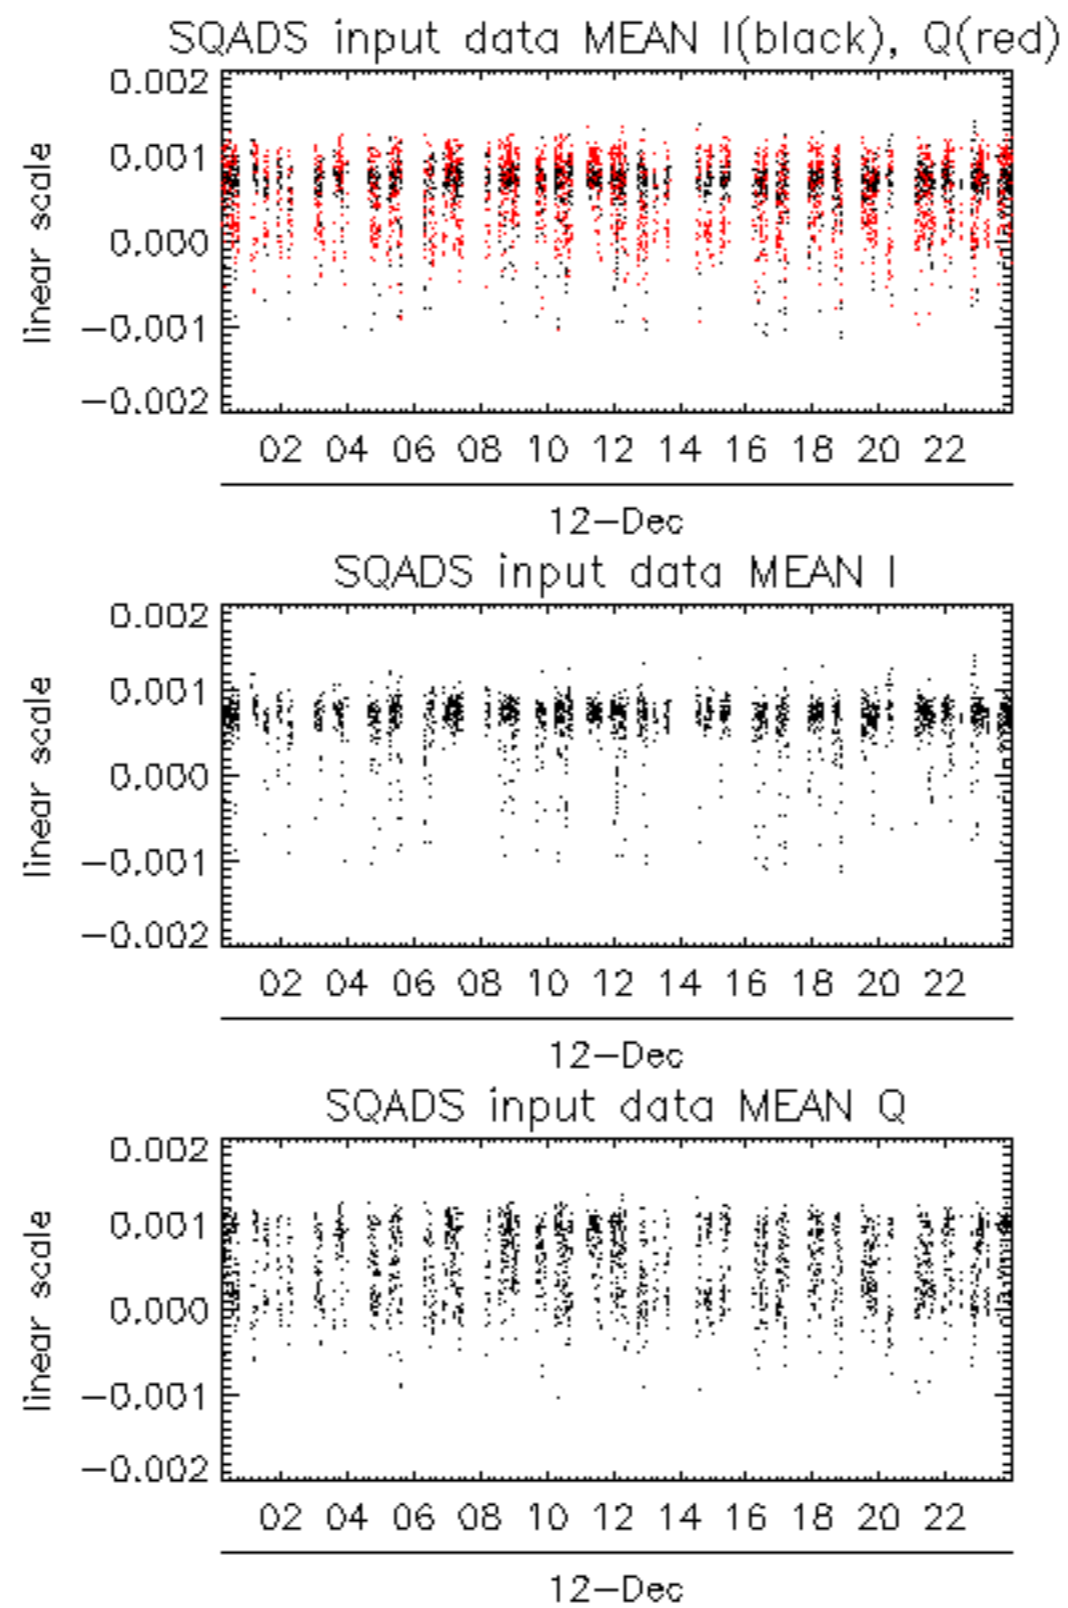 SQADS input data MEAN I(black), Q(red)
0.002
0.001
0.000
−0.001
−0.002
linear scale
02 04 06 08 10 12 14 16 18 20 22
12−Dec
SQADS input data MEAN I
0.002
0.001
0.000
−0.001
−0.002
linear scale
02 04 06 08 10 12 14 16 18 20 22
12−Dec
SQADS input data MEAN Q
0.002
0.001
0.000
−0.001
−0.002
linear scale
02 04 06 08 10 12 14 16 18 20 22
12−Dec